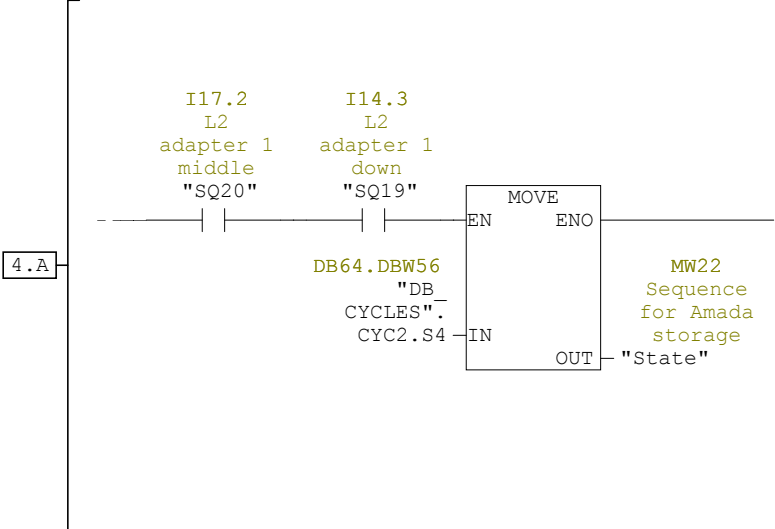 I17.2
L2
adapter 1
middle
"SQ20"
I14.3
L2
adapter 1
down
"SQ19"
MOVE
EN ENO
4.A
DB64.DBW56
"DB_
CYCLES".
CYC2.S4
IN
OUT
MW22
Sequence
for Amada
storage
"State"